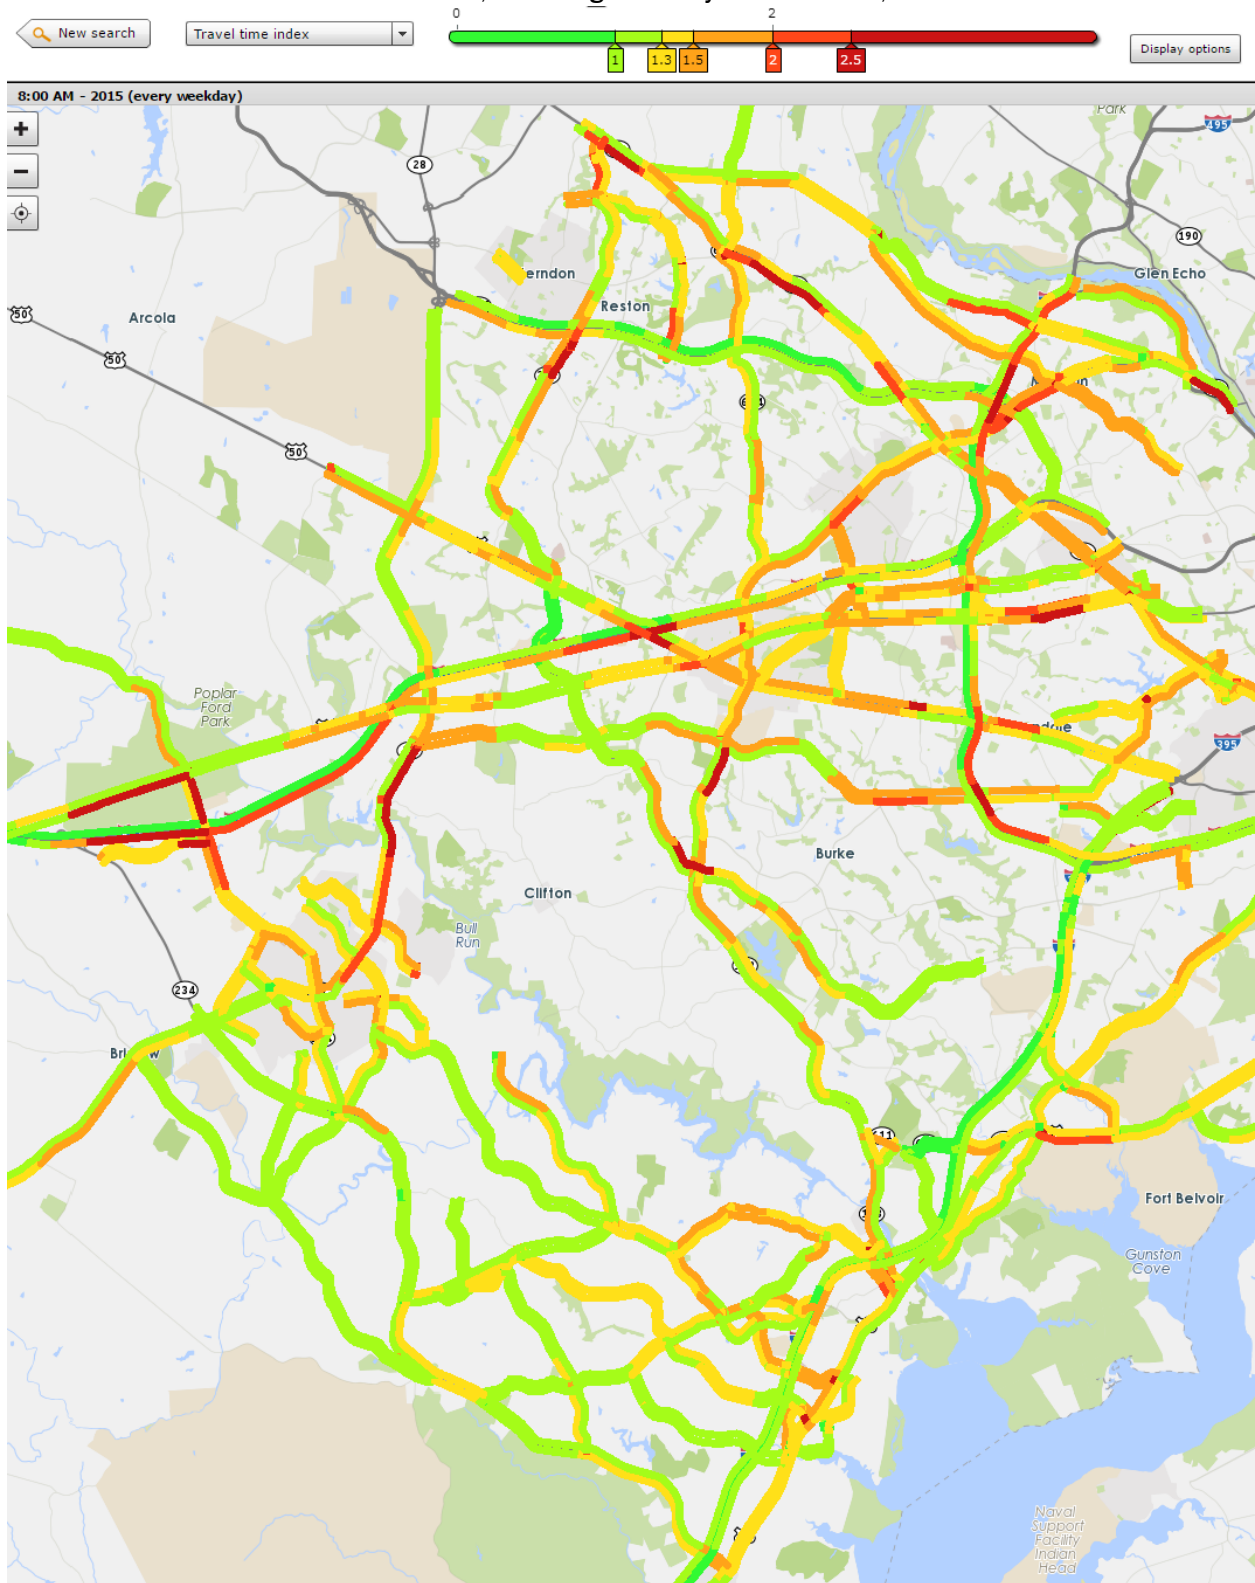 0
2
New search
Travel time index
1
1.3
1.5
2
2.5
Display options
8:00 AM - 2015 (every weekday)
Park
495
28
190
Glen Echo
erndon
50
Arcola
Reston
50
50
Poplar
Ford
Park
395
Burke
Clifton
Bull
Run
234
Fort Belvoir
Gunston
Cove
Naval
Support
Facility
Indian
Head